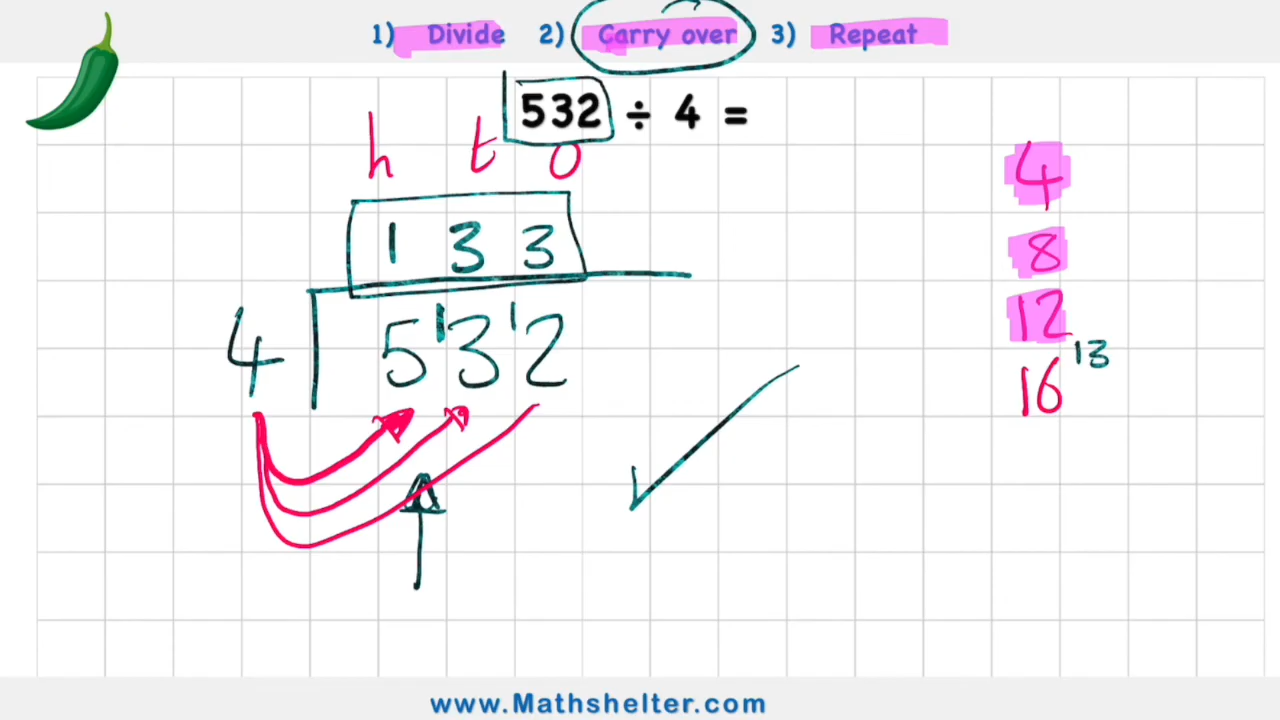 1) Divide 2) Carry over 3) Repeat
532 ÷ 4 =
h t o
1 3 3
4 5 1 3 1 2
4
8
12
13
16
www.Mathshelter.com